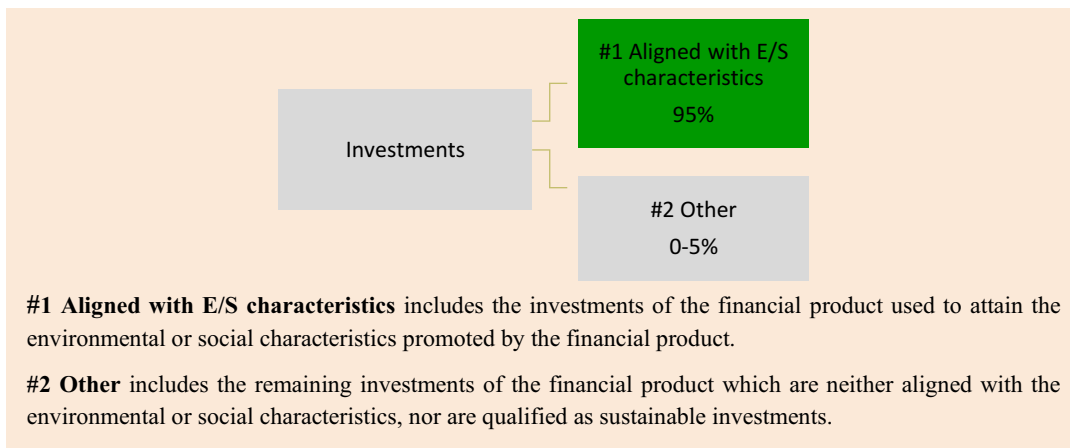 #1 Aligned with E/S
characteristics
95%
Investments
#2 Other
0-5%
#1 Aligned with E/S characteristics includes the investments of the financial product used to attain the
environmental or social characteristics promoted by the financial product.
#2 Other includes the remaining investments of the financial product which are neither aligned with the
environmental or social characteristics, nor are qualified as sustainable investments.